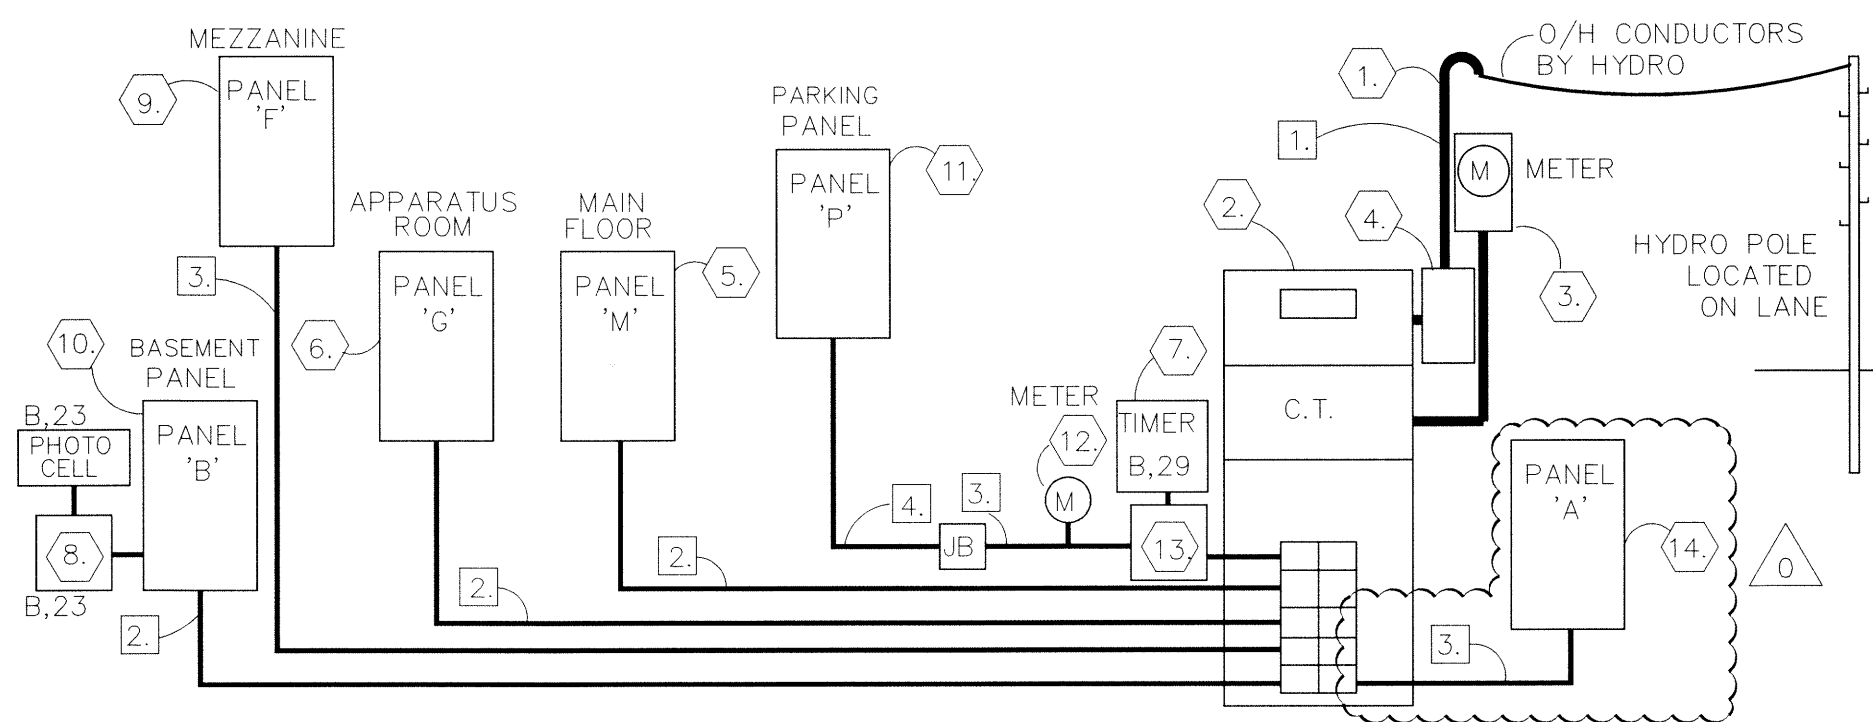 MEZZANINE
9.
PANEL
'F'
3.
APPARATUS
ROOM
PANEL
'G'
6.
MAIN
FLOOR
PANEL
'M'
5.
PARKING
PANEL
PANEL
'P'
11.
10.
BASEMENT
PANEL
PANEL
'B'
B,23
PHOTO
CELL
8.
B,23
2.
2.
2.
4.
JB
3.
METER
12.
M
7.
TIMER
B,29
13.
2.
C.T.
4.
1.
1.
O/H CONDUCTORS
BY HYDRO
M
METER
3.
HYDRO POLE
LOCATED
ON LANE
PANEL
'A'
14.
0
3.